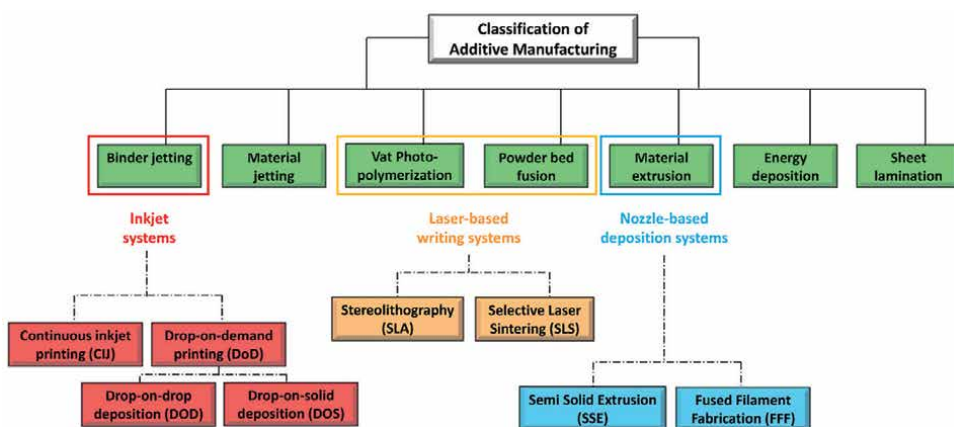 Classification of
Additive Manufacturing
Binder jetting
Material
jetting
Vat Photo-
polymerization
Powder bed
fusion
Material
extrusion
Energy
deposition
Sheet
lamination
Inkjet
systems
Laser-based
writing systems
Nozzle-based
deposition systems
Stereolithography
(SLA)
Selective Laser
Sintering (SLS)
Continuous inkjet
printing (CIJ)
Drop-on-demand
printing (DoD)
Drop-on-drop
deposition (DOD)
Drop-on-solid
deposition (DOS)
Semi Solid Extrusion
(SSE)
Fused Filament
Fabrication (FFF)